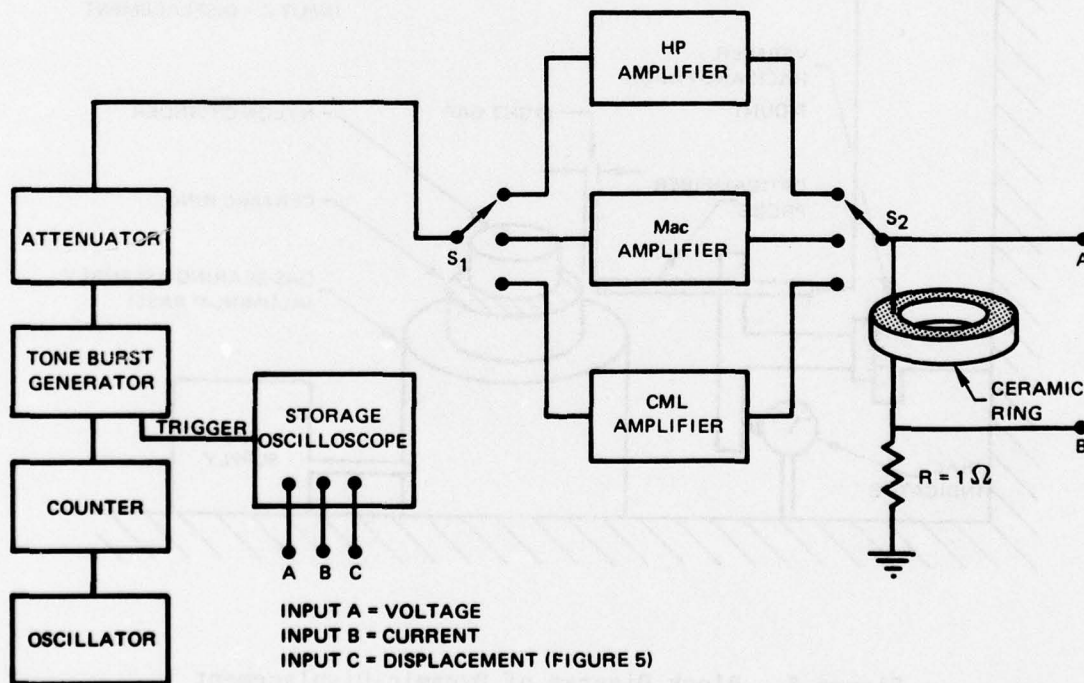 HP
AMPLIFIER
ATTENUATOR
S1
Mac
AMPLIFIER
S2
A
TONE BURST
GENERATOR
TRIGGER
STORAGE
OSCILLOSCOPE
CML
AMPLIFIER
CERAMIC
RING
B
COUNTER
R = 1 Ω
A B C
INPUT A = VOLTAGE
INPUT B = CURRENT
INPUT C = DISPLACEMENT (FIGURE 5)
OSCILLATOR